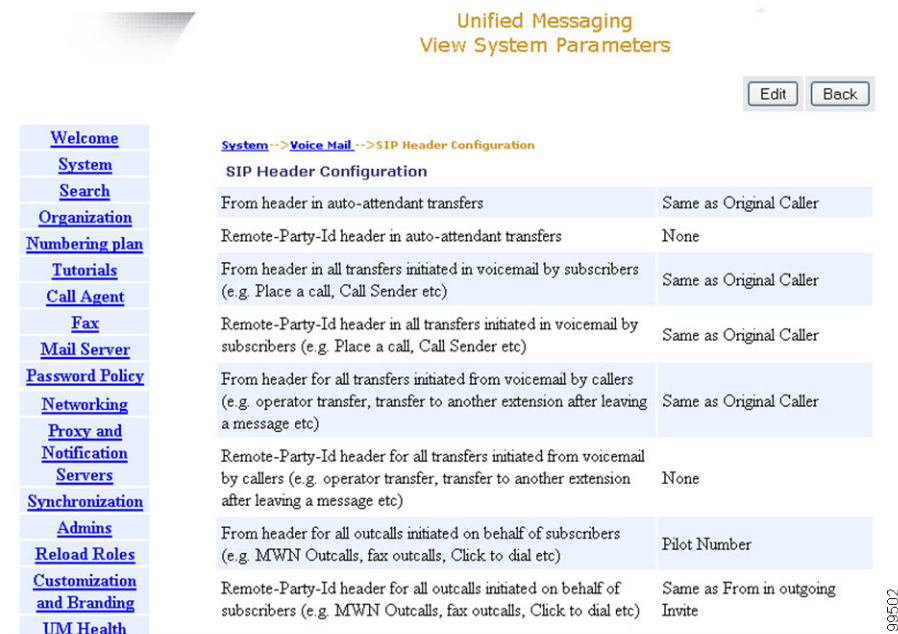 Unified Messaging
View System Parameters
Edit Back
Welcome
System
Search
Organization
Numbering plan
Tutorials
Call Agent
Fax
Mail Server
Password Policy
Networking
Proxy and
Notification
Servers
Synchronization
Admins
Reload Roles
Customization
and Branding
UM Health
System-->Voice Mail -->SIP Header Configuration
SIP Header Configuration
From header in auto-attendant transfers Same as Original Caller
Remote-Party-Id header in auto-attendant transfers None
From header in all transfers initiated in voicemail by subscribers
(e.g. Place a call, Call Sender etc) Same as Original Caller
Remote-Party-Id header in all transfers initiated in voicemail by
subscribers (e.g. Place a call, Call Sender etc) Same as Original Caller
From header for all transfers initiated from voicemail by callers
(e.g. operator transfer, transfer to another extension after leaving
a message etc) Same as Original Caller
Remote-Party-Id header for all transfers initiated from voicemail
by callers (e.g. operator transfer, transfer to another extension
after leaving a message etc) None
From header for all outcalls initiated on behalf of subscribers
(e.g. MWN Outcalls, fax outcalls, Click to dial etc) Pilot Number
Remote-Party-Id header for all outcalls initiated on behalf of
subscribers (e.g. MWN Outcalls, fax outcalls, Click to dial etc)
Same as From in outgoing
Invite
99502